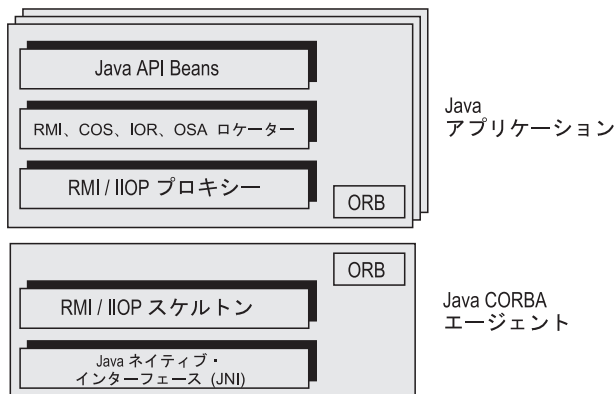 Java API Beans
RMI、COS、IOR、OSA ロケーター
RMI / IIOP プロキシー
ORB
Java
アプリケーション
ORB
RMI / IIOP スケルトン
Java ネイティブ・
インターフェース (JNI)
Java CORBA
エージェント